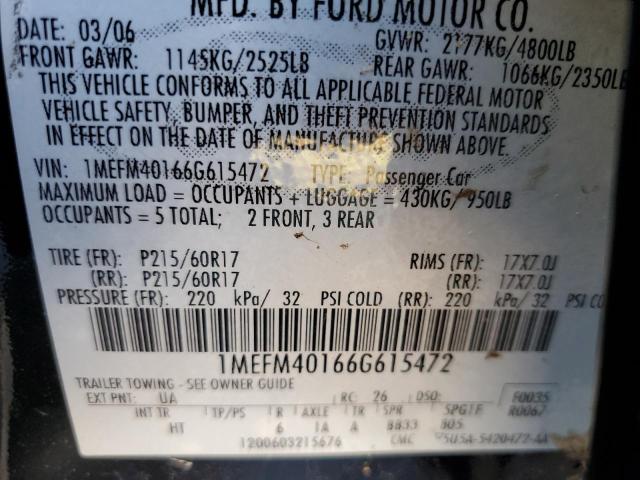 MFD. BY FORD MOTOR CO.
DATE: 03/06 GVWR: 2177KG/4800LB
FRONT GAWR: 1145KG/2525LB REAR GAWR: 1066KG/2350LB
THIS VEHICLE CONFORMS TO ALL APPLICABLE FEDERAL MOTOR
VEHICLE SAFETY, BUMPER, AND THEFT PREVENTION STANDARDS
IN EFFECT ON THE DATE OF MANUFACTURE SHOWN ABOVE.
VIN: 1MEFM40166G615472 TYPE: Passenger Car
MAXIMUM LOAD = OCCUPANTS + LUGGAGE = 430KG/ 950LB
OCCUPANTS = 5 TOTAL; 2 FRONT, 3 REAR
TIRE (FR): P215/60R17 RIMS (FR): 17X7.0J
(RR): P215/60R17 (RR): 17X7.0J
PRESSURE (FR): 220 kPa/ 32 PSI COLD (RR): 220 kPa/ 32 PSI COLD
1MEFM40166G615472
TRAILER TOWING - SEE OWNER GUIDE
EXT PNT: UA RC: 26 DSO: F0035
INT TR TP/PS R AXLE TR SPR R0067
HT 6 1A A BB33
1200603215676 CMC